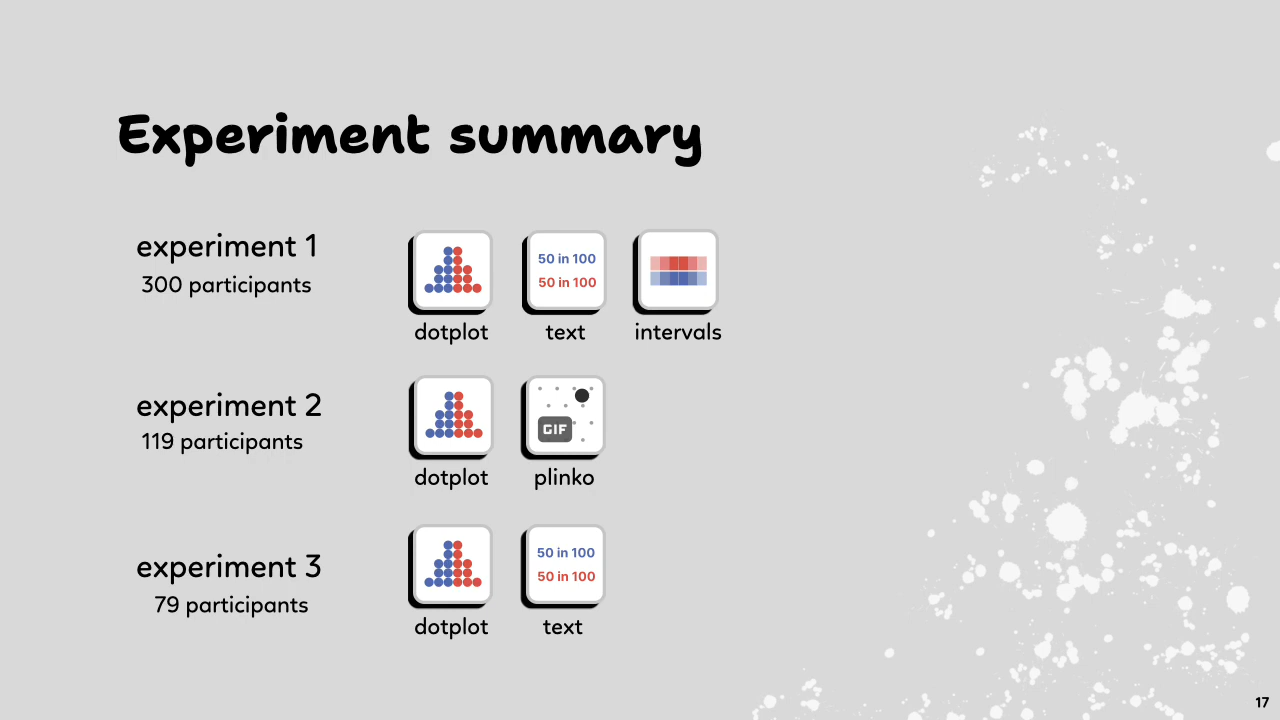 Experiment summary
experiment 1
300 participants
50 in 100
50 in 100
dotplot
text
intervals
experiment 2
119 participants
GIF
dotplot
plinko
experiment 3
79 participants
50 in 100
50 in 100
dotplot
text
17